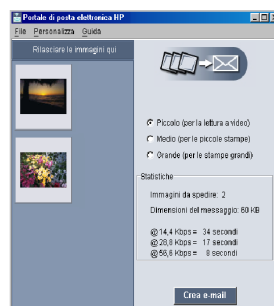 Portale di posta elettronica HP
File Personalizza Guida
Rilasciare le immagini qui
Piccolo (per la lettura a video)
Medio (per le piccole stampe)
Grande (per le stampe grandi)
Statistiche
Immagini da spedire: 2
Dimensioni del messaggio: 60 KB
@ 14,4 Kbps = 34 secondi
@ 28,8 Kbps = 17 secondi
@ 56,6 Kbps = 8 secondi
Crea e-mail